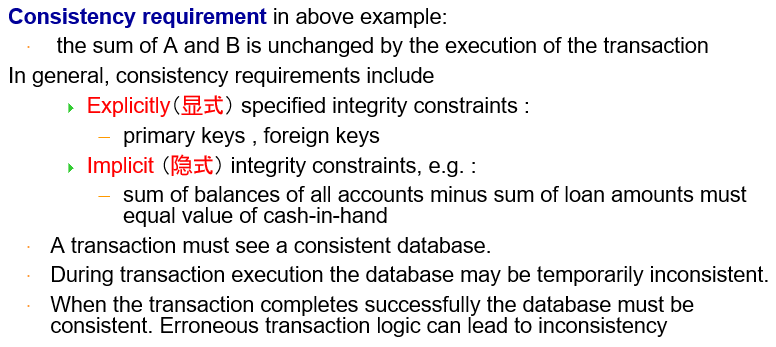 Consistency requirement in above example:
· the sum of A and B is unchanged by the execution of the transaction
In general, consistency requirements include
Explicitly（显式）specified integrity constraints :
– primary keys , foreign keys
Implicit （隐式）integrity constraints, e.g. :
– sum of balances of all accounts minus sum of loan amounts must
equal value of cash-in-hand
· A transaction must see a consistent database.
· During transaction execution the database may be temporarily inconsistent.
· When the transaction completes successfully the database must be
consistent. Erroneous transaction logic can lead to inconsistency